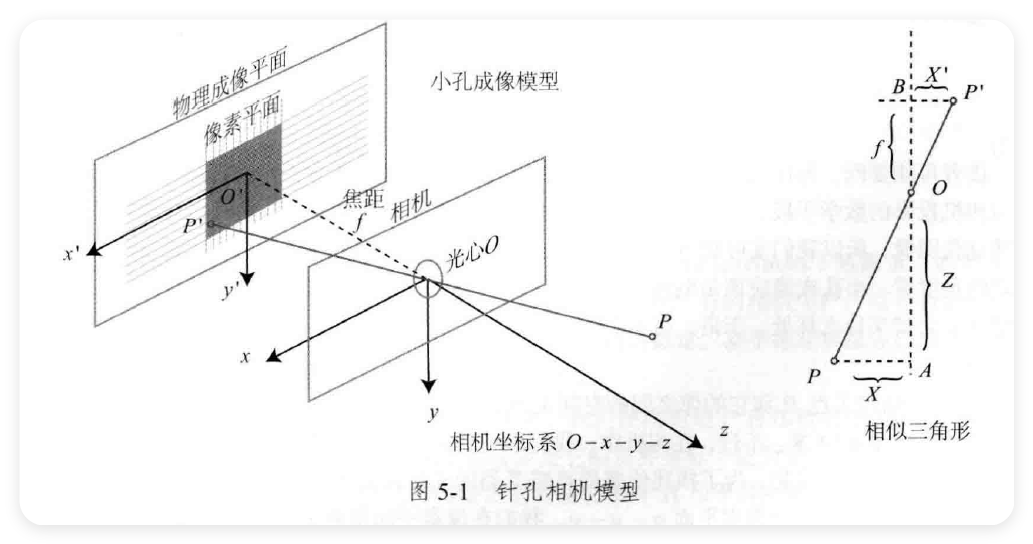 物理成像平面
像素平面
小孔成像模型
O'
P'
x'
y'
焦距
f
相机
光心O
x
y
z
P
相机坐标系 O-x-y-z
B
X'
P'
f
O
Z
P
A
X
相似三角形
图 5-1 针孔相机模型